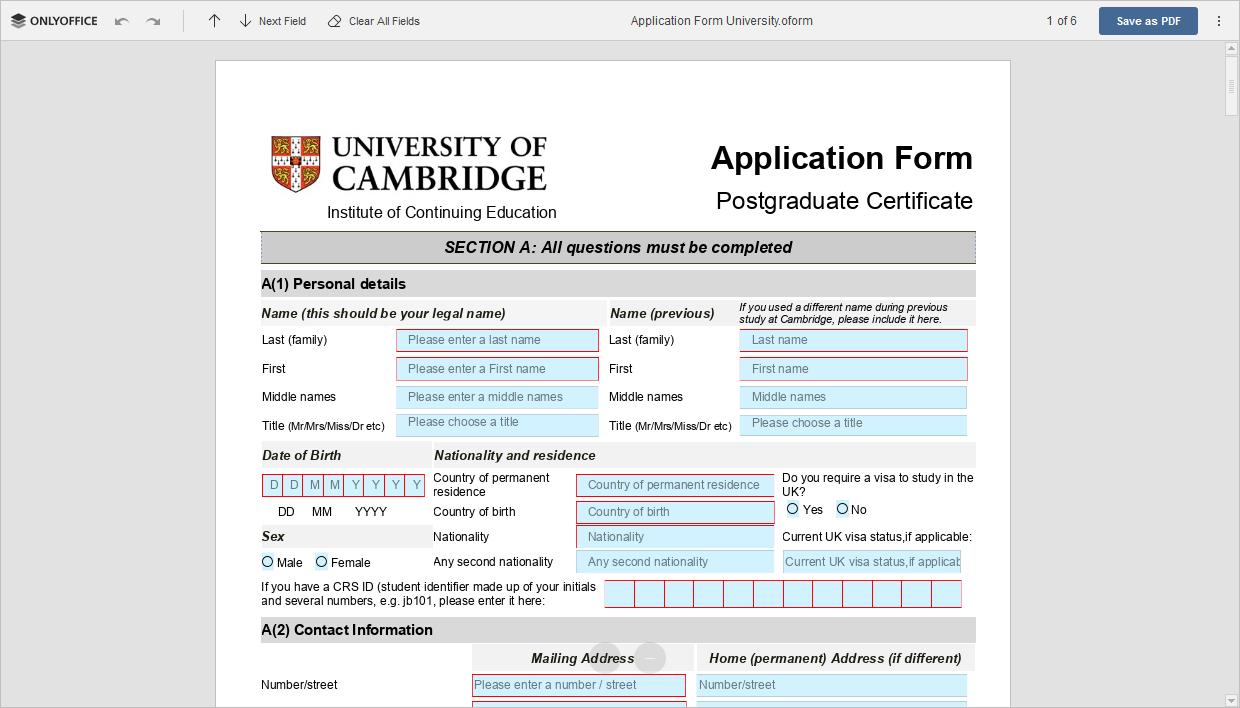 ONLYOFFICE Next Field Clear All Fields Application Form University.oform 1 of 6 Save as PDF
UNIVERSITY OF
CAMBRIDGE
Institute of Continuing Education
Application Form
Postgraduate Certificate
SECTION A: All questions must be completed
A(1) Personal details
Name (this should be your legal name) Name (previous) If you used a different name during previous
study at Cambridge, please include it here.
Last (family) Please enter a last name Last (family) Last name
First Please enter a First name First First name
Middle names Please enter a middle names Middle names Middle names
Title (Mr/Mrs/Miss/Dr etc) Please choose a title Title (Mr/Mrs/Miss/Dr etc) Please choose a title
Date of Birth Nationality and residence
D D M M Y Y Y Y Country of permanent
residence Country of permanent residence Do you require a visa to study in the
UK?
DD MM YYYY Country of birth Country of birth Yes No
Sex Nationality Nationality Current UK visa status,if applicable:
Male Female Any second nationality Any second nationality Current UK visa status,if applicat
If you have a CRS ID (student identifier made up of your initials
and several numbers, e.g. jb101, please enter it here:
A(2) Contact Information
Mailing Address Home (permanent) Address (if different)
Number/street Please enter a number / street Number/street